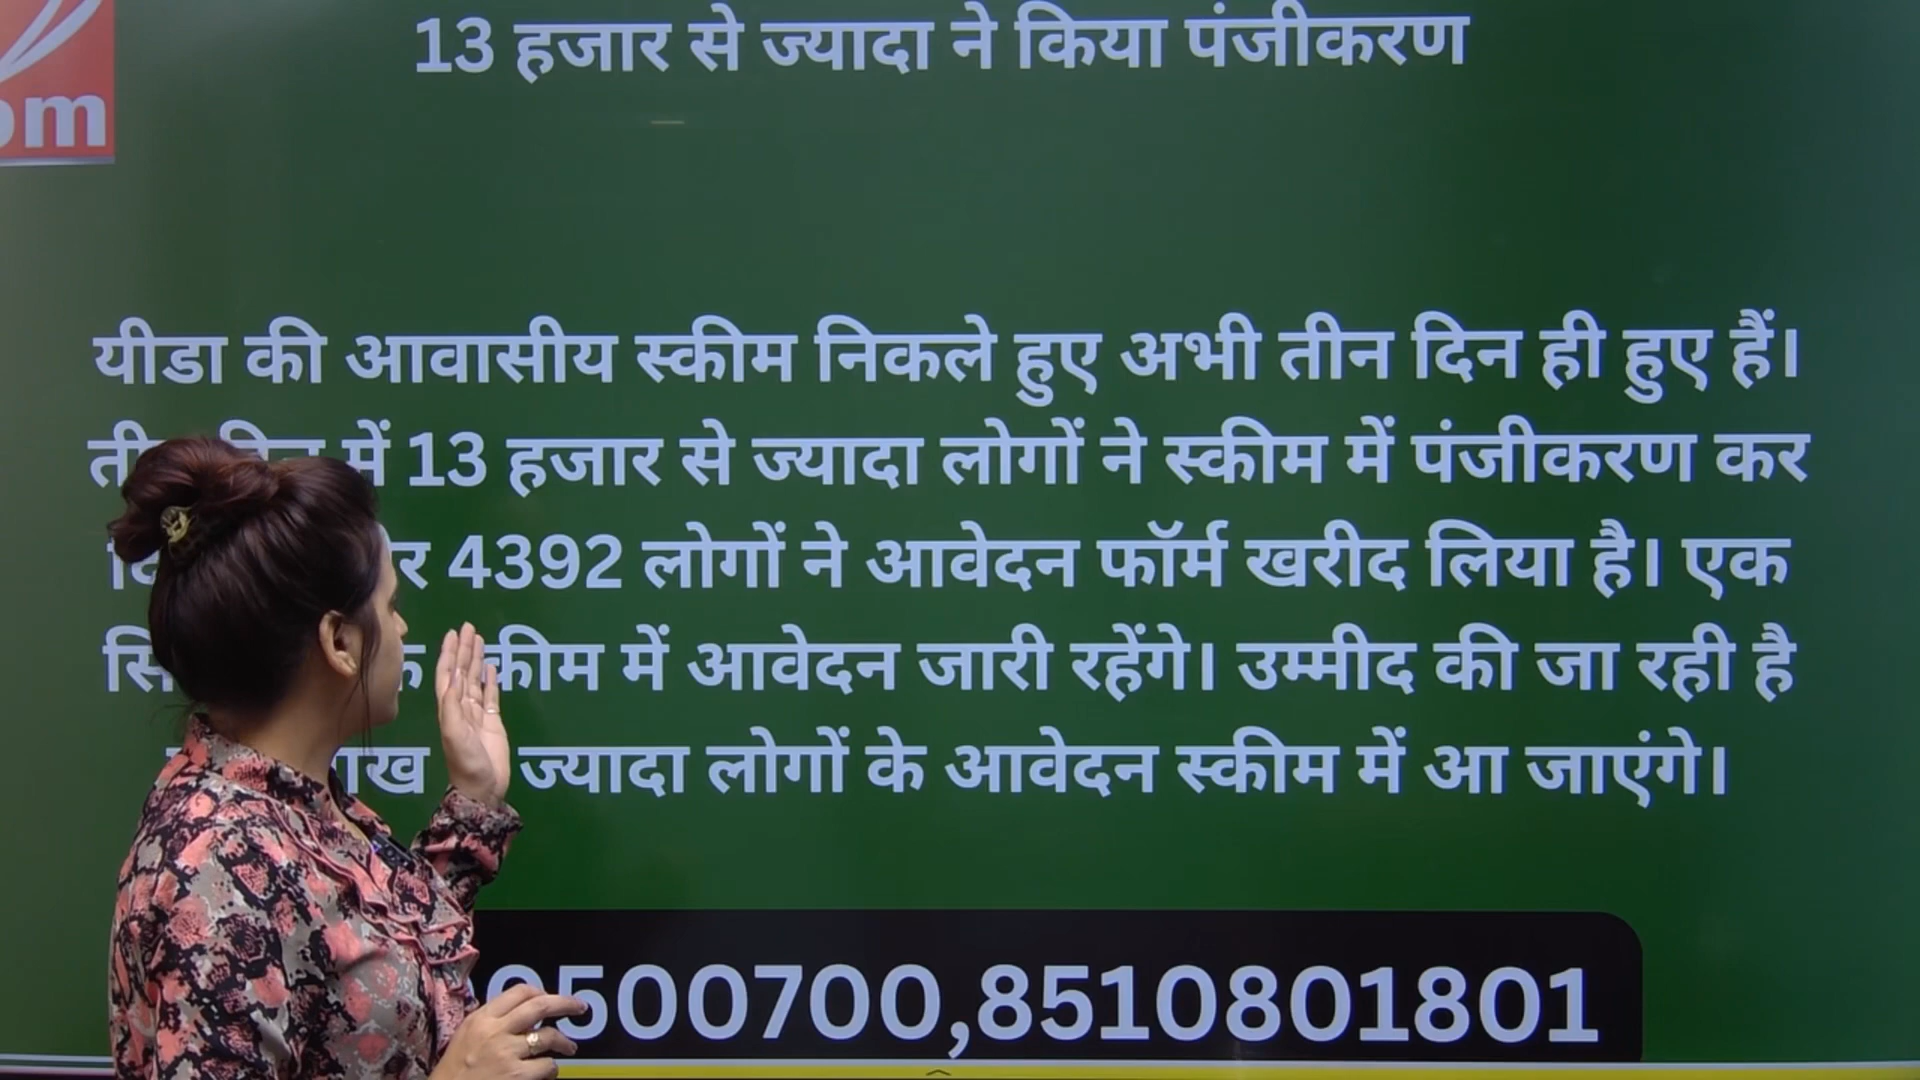 om
13 हजार से ज्यादा ने किया पंजीकरण
यीडा की आवासीय स्कीम निकले हुए अभी तीन दिन ही हुए हैं।
में 13 हजार से ज्यादा लोगों ने स्कीम में पंजीकरण कर
4392 लोगों ने आवेदन फॉर्म खरीद लिया है। एक
स्कीम में आवेदन जारी रहेंगे। उम्मीद की जा रही है
ज्यादा लोगों के आवेदन स्कीम में आ जाएंगे।
500700,8510801801